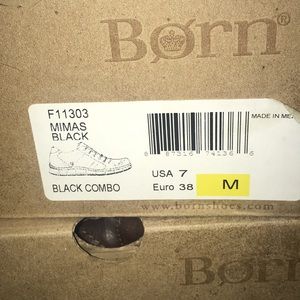 Børn®
F11303
MIMAS
BLACK
MADE IN ME
BLACK COMBO
USA 7
Euro 38
M
www.bornshoes.com
Børn